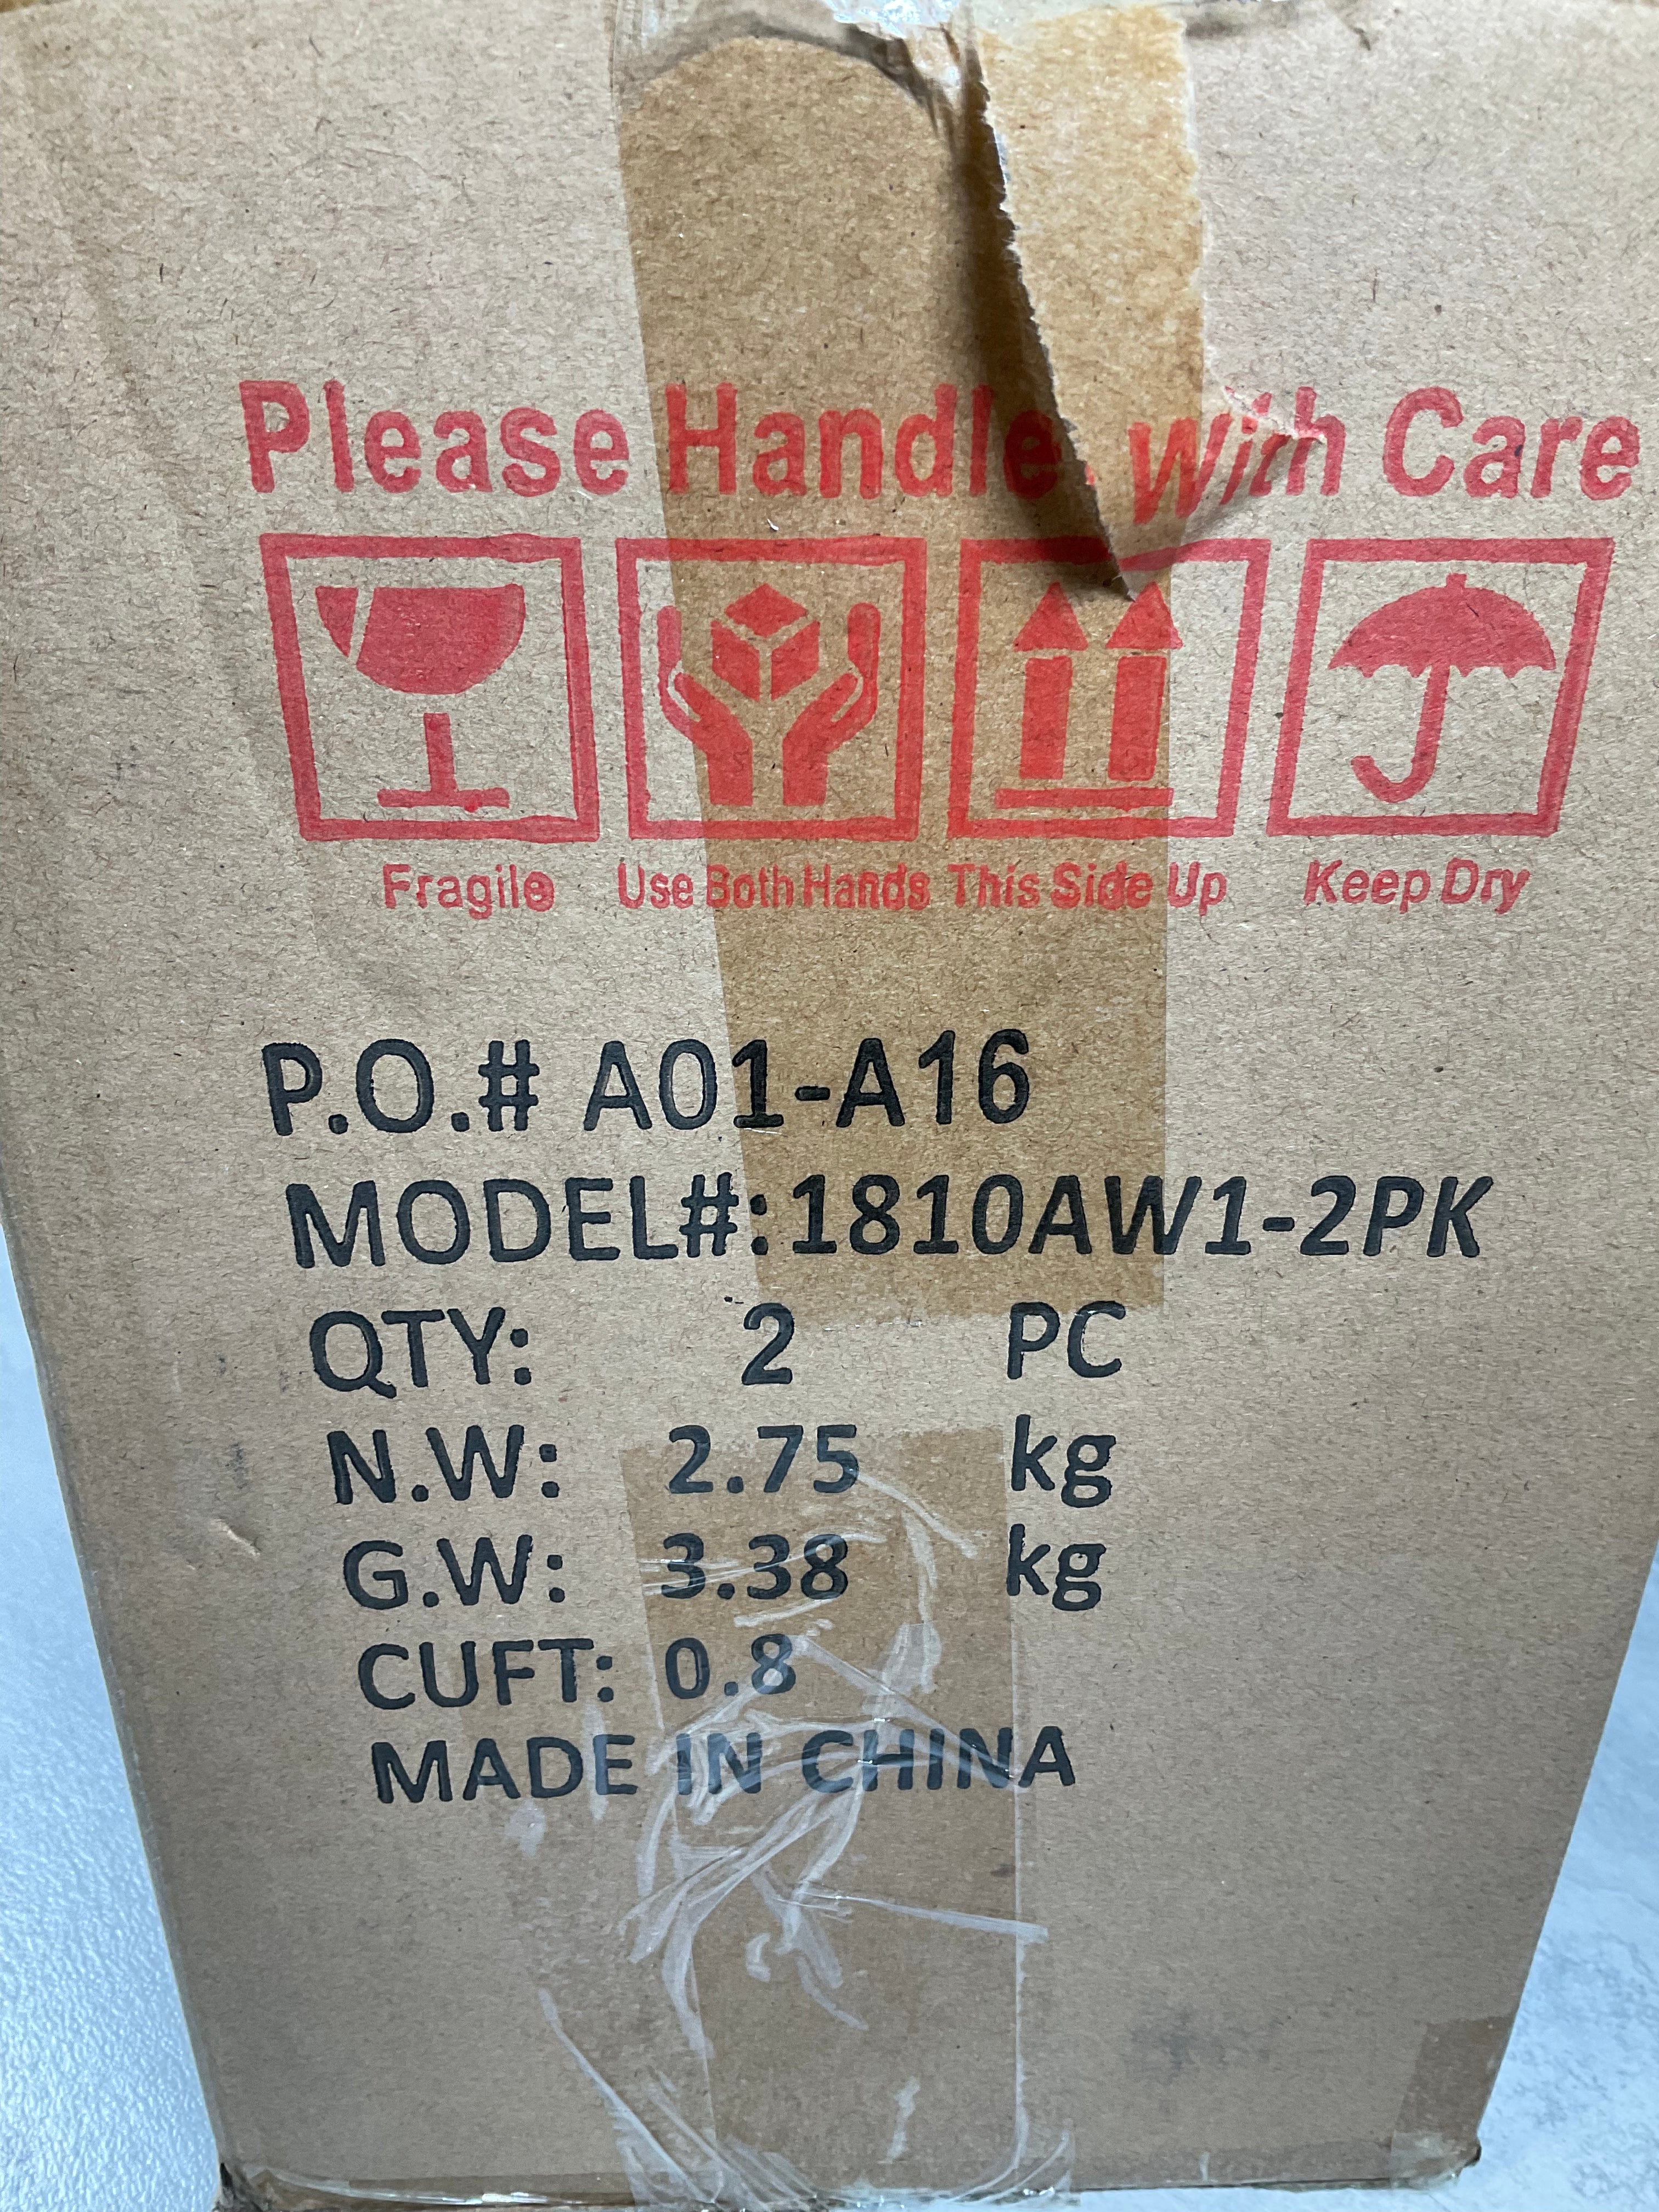 Please Handle With Care
Fragile Use Both Hands This Side Up Keep Dry
P.O.# A01-A16
MODEL#:1810AW1-2PK
QTY: 2 PC
N.W: 2.75 kg
G.W: 3.38 kg
CUFT: 0.8
MADE IN CHINA